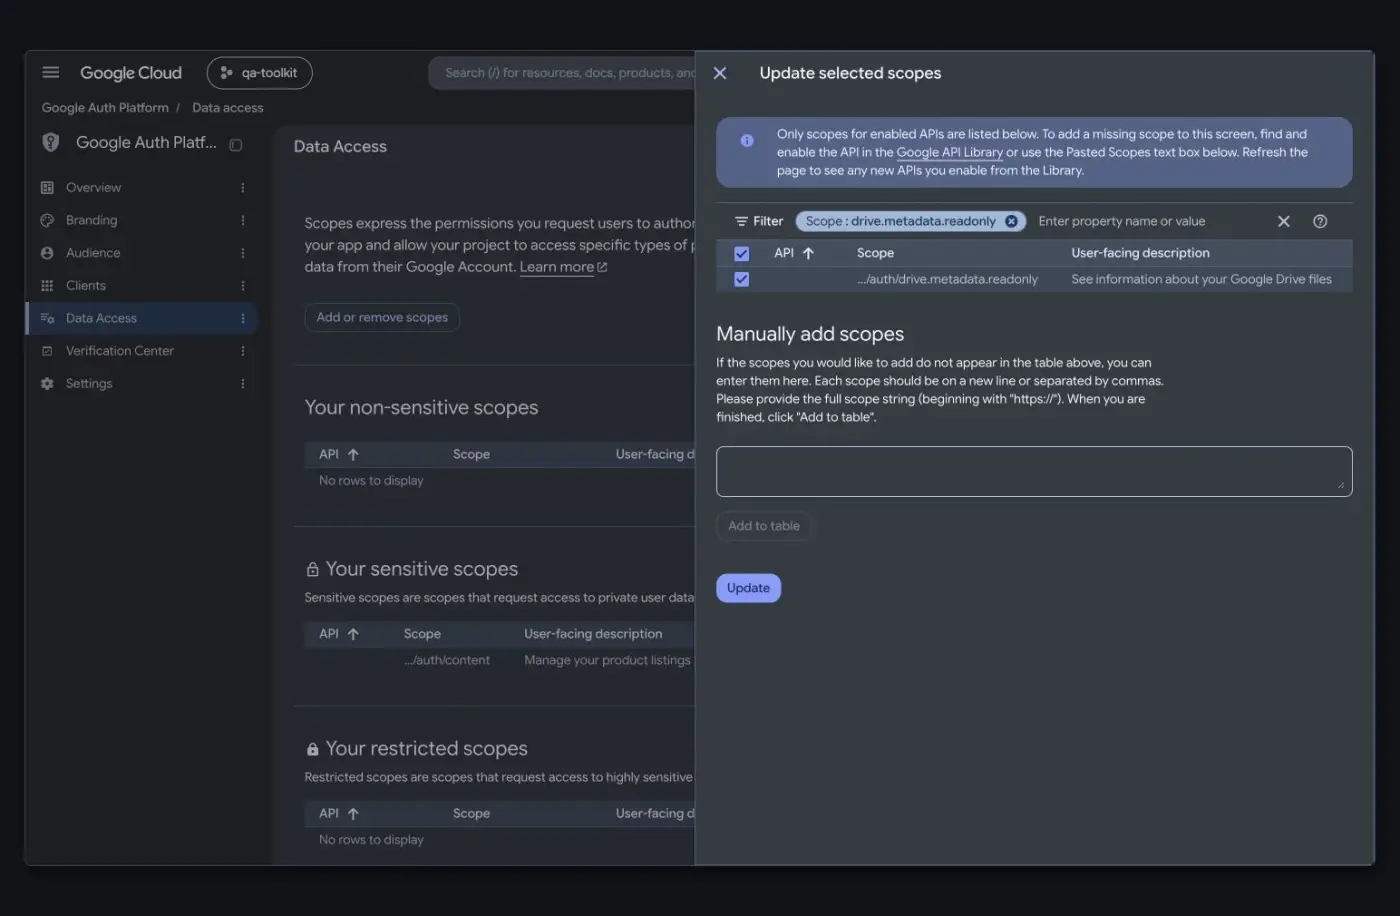 Google Cloud
qa-toolkit
Search (/) for resources, docs, products, and
Google Auth Platform / Data access
Google Auth Platf...
Overview
Branding
Audience
Clients
Data Access
Verification Center
Settings
Data Access
Scopes express the permissions you request users to author
your app and allow your project to access specific types of p
data from their Google Account. Learn more
Add or remove scopes
Your non-sensitive scopes
API Scope User-facing d
No rows to display
Your sensitive scopes
Sensitive scopes are scopes that request access to private user data
API Scope User-facing description
.../auth/content Manage your product listings
Your restricted scopes
Restricted scopes are scopes that request access to highly sensitive
API Scope User-facing d
No rows to display
Update selected scopes
Only scopes for enabled APIs are listed below. To add a missing scope to this screen, find and
enable the API in the Google API Library or use the Pasted Scopes text box below. Refresh the
page to see any new APIs you enable from the Library.
Filter Scope : drive.metadata.readonly Enter property name or value
API Scope User-facing description
.../auth/drive.metadata.readonly See information about your Google Drive files
Manually add scopes
If the scopes you would like to add do not appear in the table above, you can
enter them here. Each scope should be on a new line or separated by commas.
Please provide the full scope string (beginning with "https://"). When you are
finished, click "Add to table".
Add to table
Update